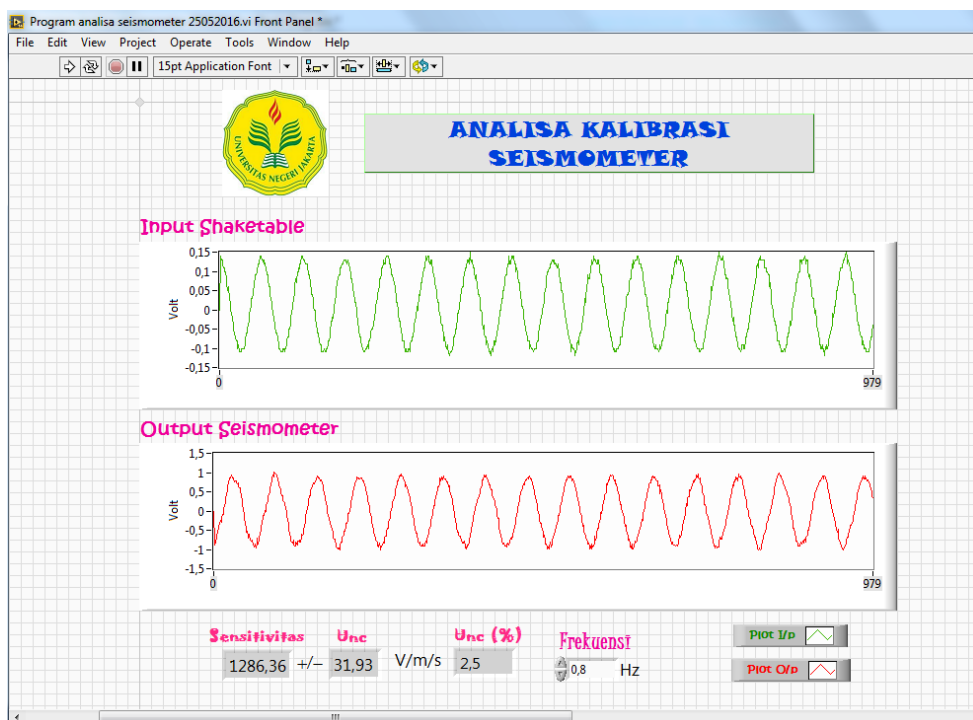 Program analisa seismometer 25052016.vi Front Panel *
File Edit View Project Operate Tools Window Help
15pt Application Font
UNIVERSITAS NEGERI JAKARTA
ANALISA KALIBRASI
SEISMOMETER
Input Shaketable
Volt
0,15
0,1
0,05
0
-0,05
-0,1
-0,15
0 979
Output Seismometer
Volt
1,5
1
0,5
0
-0,5
-1
-1,5
0 979
Sensitivitas Unc Unc (%) Frekuensi
1286,36 +/- 31,93 V/m/s 2,5 0,8 Hz
Plot I/p
Plot O/p